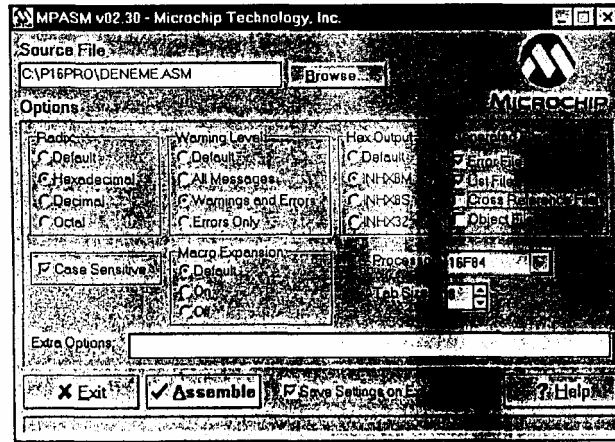 MPASM v02.30 - Microchip Technology, Inc.
Source File
C:\P16PRO\DENEME.ASM
Browse...
MICROCHIP
Options
Radix
Default
Hexadecimal
Decimal
Octal
Warning Level
Default
All Messages
Warnings and Errors
Errors Only
Hex Output
Default
INHX8M
INHX8S
INHX32
Error File
List File
Cross Reference File
Object File
Case Sensitive
Macro Expansion
Default
On
Off
Processor
16F84
Tab Size
8
Extra Options:
Exit
Assemble
Save Settings on
Help